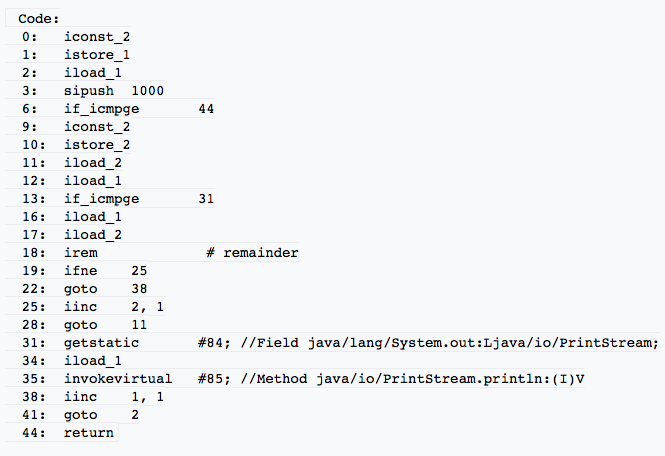 Code:
0: iconst_2
1: istore_1
2: iload_1
3: sipush 1000
6: if_icmpge 44
9: iconst_2
10: istore_2
11: iload_2
12: iload_1
13: if_icmpge 31
16: iload_1
17: iload_2
18: irem # remainder
19: ifne 25
22: goto 38
25: iinc 2, 1
28: goto 11
31: getstatic #84; //Field java/lang/System.out:Ljava/io/PrintStream;
34: iload_1
35: invokevirtual #85; //Method java/io/PrintStream.println:(I)V
38: iinc 1, 1
41: goto 2
44: return